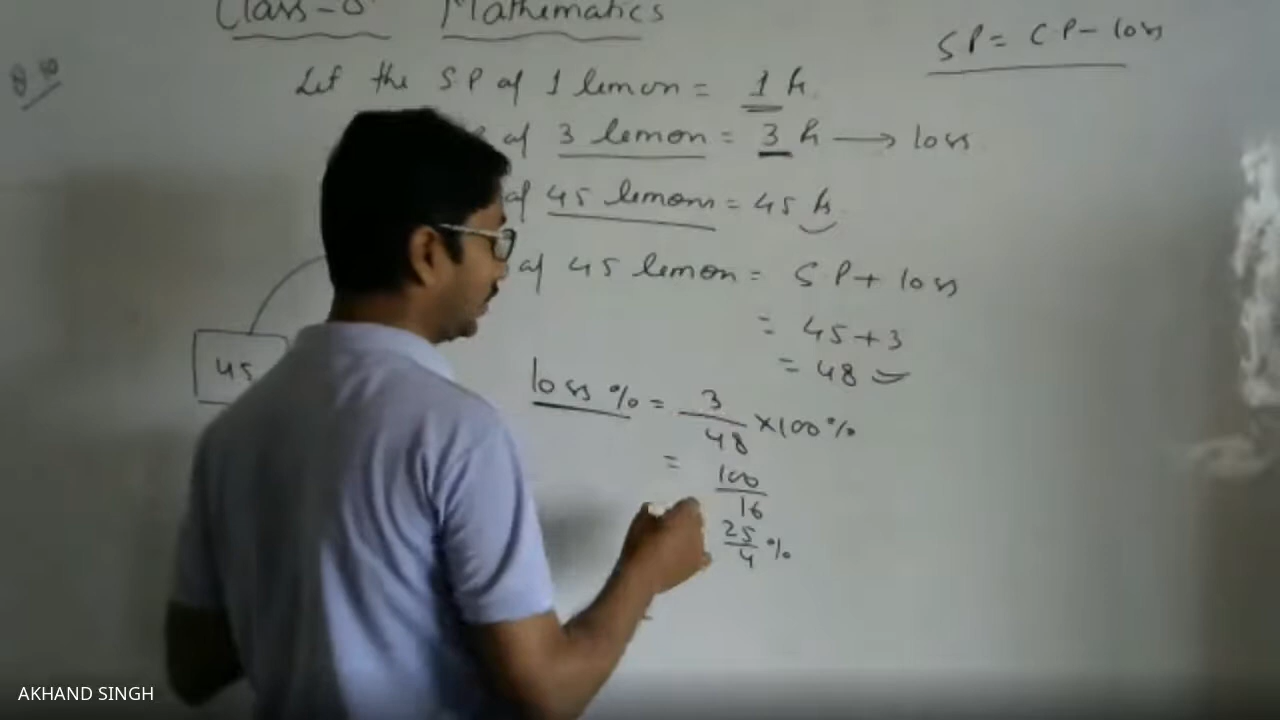 Class-8 Mathematics
SP = CP - loss
Let the SP of 1 lemon = 1 ₨
of 3 lemon = 3 ₨ → loss
of 45 lemons = 45 ₨
of 45 lemon = SP + loss
= 45+3
= 48
45
loss % = 3/48 ×100%
= 100/16
25/4 %
AKHAND SINGH